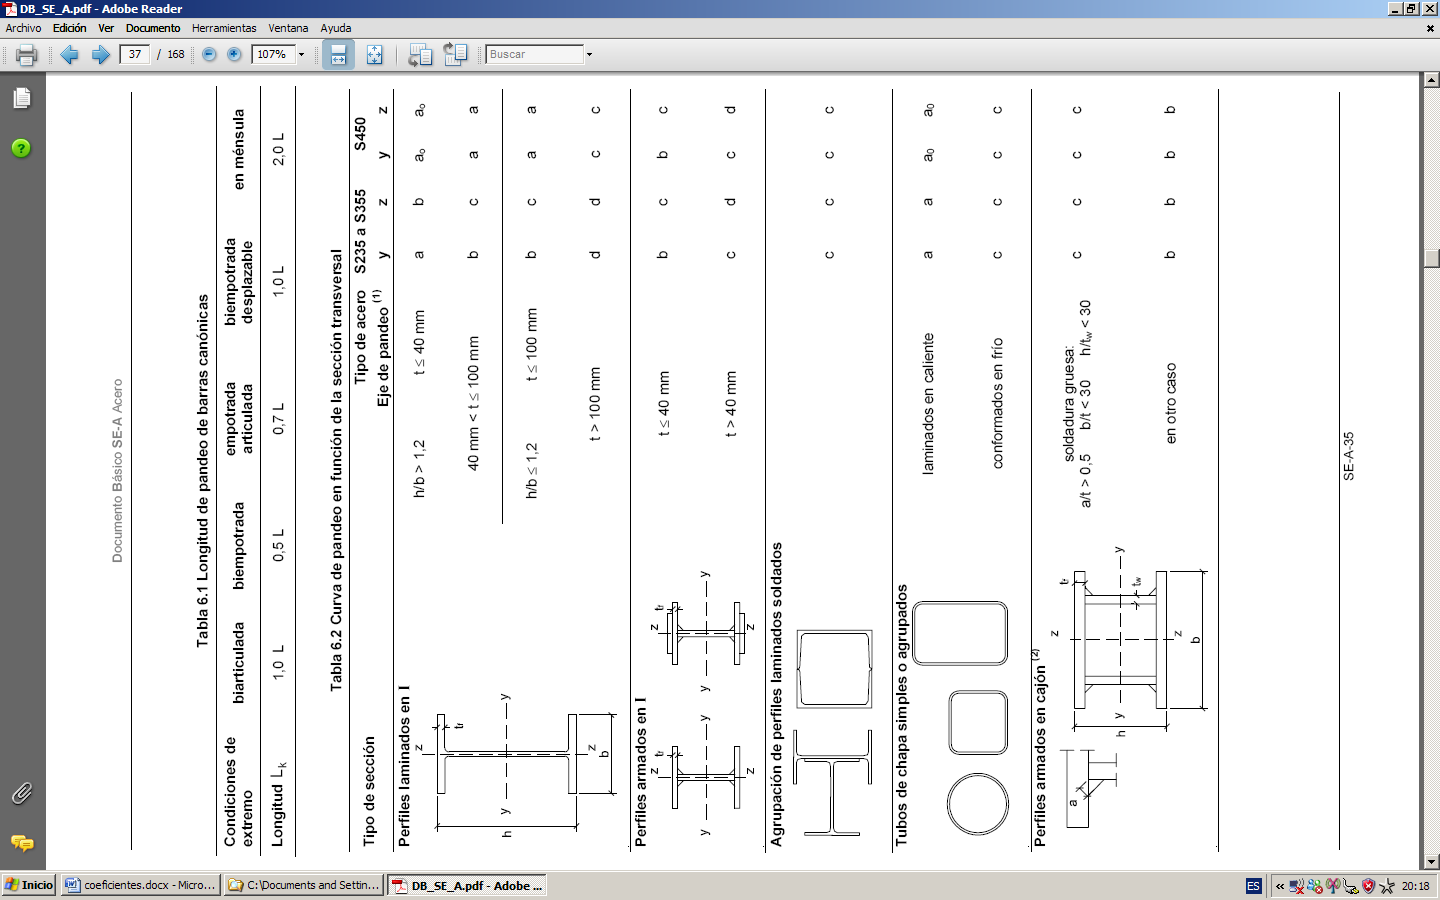 DB_SE_A.pdf - Adobe Reader
Archivo Edición Ver Documento Herramientas Ventana Ayuda
37 / 168 107% Buscar
Documento Básico SE-A Acero
Tabla 6.1 Longitud de pandeo de barras canónicas
Condiciones de extremo biarticulada biempotrada empotrada articulada biempotrada desplazable en ménsula
Longitud Lk 1,0 L 0,5 L 0,7 L 1,0 L 2,0 L
Tabla 6.2 Curva de pandeo en función de la sección transversal
Tipo de sección Tipo de acero S235 a S355 S450
Eje de pandeo (1) y z y z
Perfiles laminados en I
h/b > 1,2 t ≤ 40 mm a b a₀ a₀
40 mm < t ≤ 100 mm b c a a
h/b ≤ 1,2 t ≤ 100 mm b c a a
t > 100 mm d d c c
z tf y y h z b
Perfiles armados en I
t ≤ 40 mm b c b c
t > 40 mm c d c d
z tf y y z
z tf y y z
Agrupación de perfiles laminados soldados
c c c c
Tubos de chapa simples o agrupados
laminados en caliente a a a₀ a₀
conformados en frío c c c c
Perfiles armados en cajón (2)
soldadura gruesa:
a/t > 0,5 b/t < 30 h/tw < 30 c c c c
en otro caso b b b b
a h z tf y y tw z b
SE-A-35
Inicio coeficientes.docx - Micro... C:\Documents and Settin... DB_SE_A.pdf - Adobe ... ES « 20:18